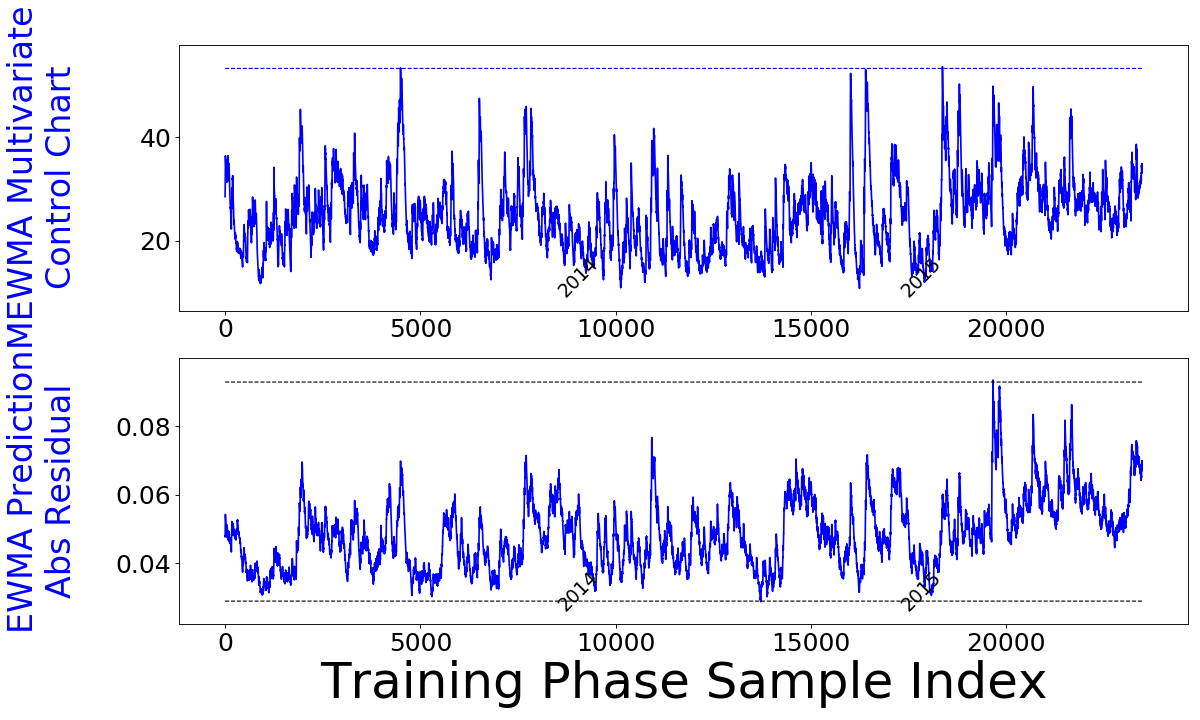 MEWMA Multivariate
Control Chart
40
20
2014
2015
0 5000 10000 15000 20000
EWMA Prediction
Abs Residual
0.08
0.06
0.04
2014
2015
0 5000 10000 15000 20000
Training Phase Sample Index